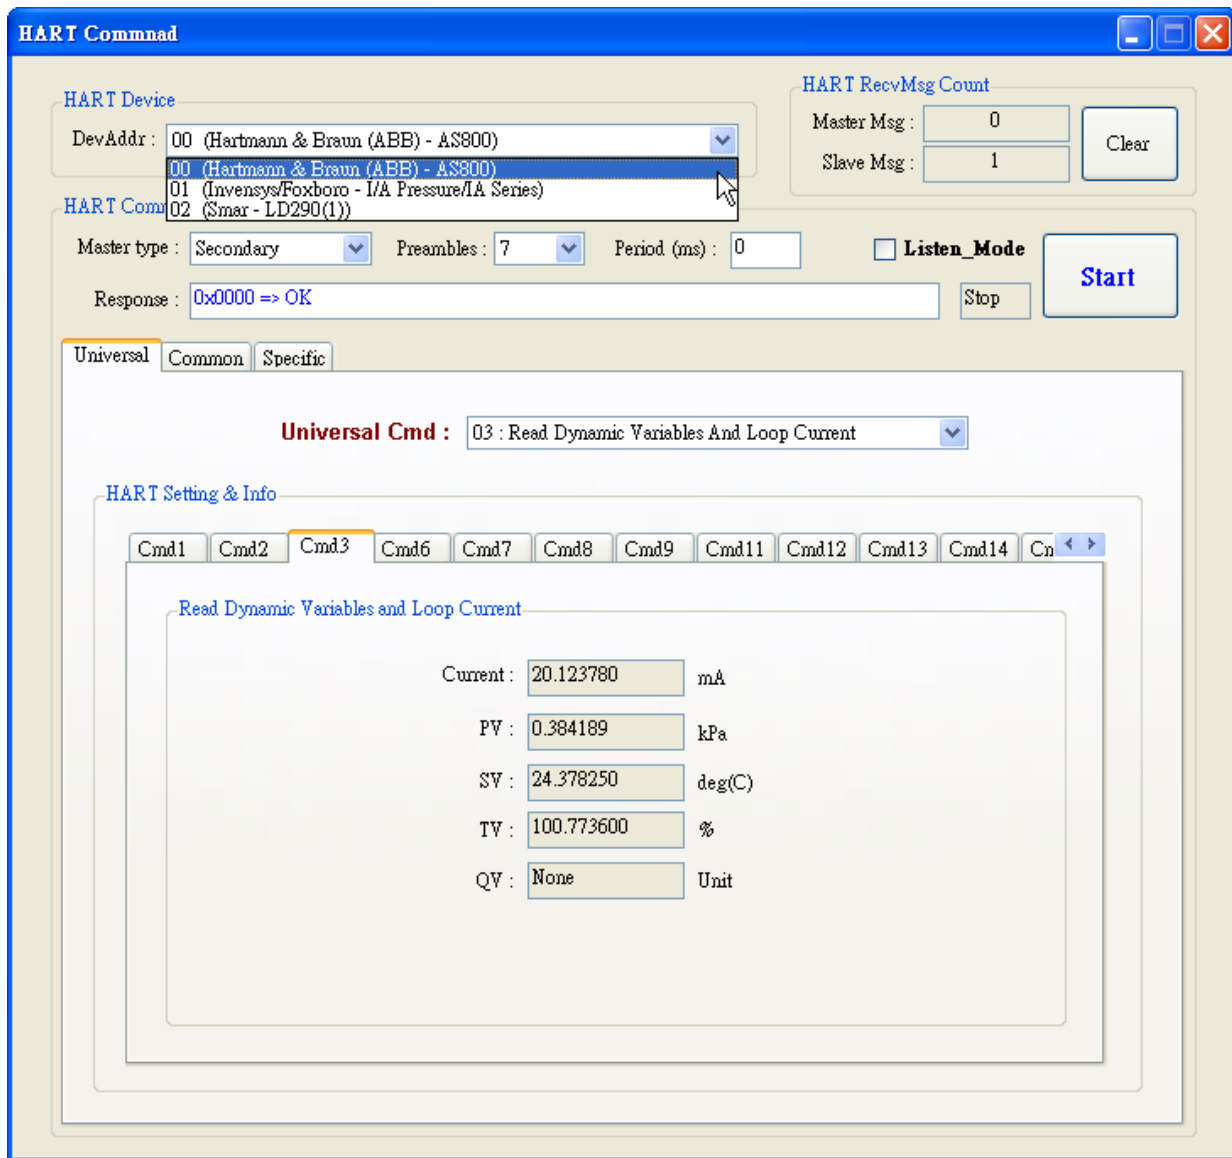 HART Commnad
HART Device
DevAddr : 00 (Hartmann & Braun (ABB) - AS800)
00 (Hartmann & Braun (ABB) - AS800)
01 (Invensys/Foxboro - I/A Pressure/IA Series)
02 (Smar - LD290(1))
HART RecvMsg Count
Master Msg : 0
Slave Msg : 1
Clear
HART Com
Master type : Secondary Preambles : 7 Period (ms) : 0 Listen_Mode
Start
Response : 0x0000 => OK Stop
Universal Common Specific
Universal Cmd : 03 : Read Dynamic Variables And Loop Current
HART Setting & Info
Cmd1 Cmd2 Cmd3 Cmd6 Cmd7 Cmd8 Cmd9 Cmd11 Cmd12 Cmd13 Cmd14 Cn
Read Dynamic Variables and Loop Current
Current : 20.123780 mA
PV : 0.384189 kPa
SV : 24.378250 deg(C)
TV : 100.773600 %
QV : None Unit